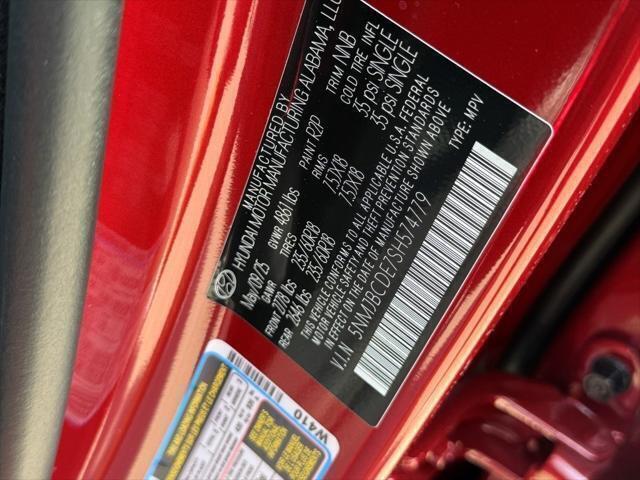 MANUFACTURED BY
HYUNDAI MOTOR MANUFACTURING ALABAMA, LLC
May/07/25
GVWR 4861 lbs
PAINT R2P
TRIM NNB
GAWR TIRES RIMS COLD TIRE INFL
FRONT 2778 lbs 235/60R18 7.5JX18 35 psi SINGLE
REAR 2646 lbs 235/60R18 7.5JX18 35 psi SINGLE
THIS VEHICLE CONFORMS TO ALL APPLICABLE U.S.A. FEDERAL
MOTOR VEHICLE SAFETY AND THEFT PREVENTION STANDARDS
IN EFFECT ON THE DATE OF MANUFACTURE SHOWN ABOVE
V.I.N 5NMJBCDE7SH574779 TYPE: MPV
W410